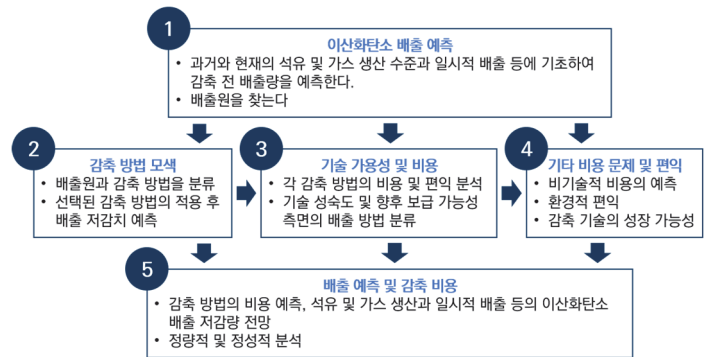 1
이산화탄소 배출 예측
• 과거와 현재의 석유 및 가스 생산 수준과 일시적 배출 등에 기초하여
감축 전 배출량을 예측한다.
• 배출원을 찾는다
2
감축 방법 모색
• 배출원과 감축 방법을 분류
• 선택된 감축 방법의 적용 후
배출 저감치 예측
3
기술 가용성 및 비용
• 각 감축 방법의 비용 및 편익 분석
• 기술 성숙도 및 향후 보급 가능성
측면의 배출 방법 분류
4
기타 비용 문제 및 편익
• 비기술적 비용의 예측
• 환경적 편익
• 감축 기술의 성장 가능성
5
배출 예측 및 감축 비용
• 감축 방법의 비용 예측, 석유 및 가스 생산과 일시적 배출 등의 이산화탄소
배출 저감량 전망
• 정량적 및 정성적 분석